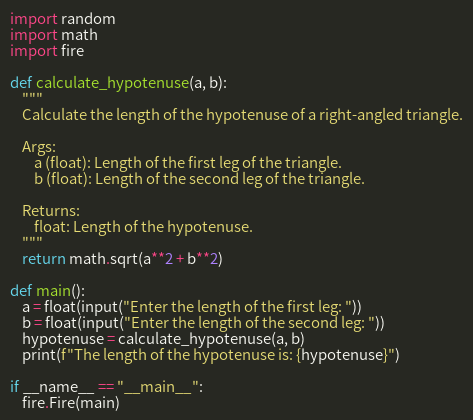 import random
import math
import fire

def calculate_hypotenuse(a, b):
    """
    Calculate the length of the hypotenuse of a right-angled triangle.

    Args:
        a (float): Length of the first leg of the triangle.
        b (float): Length of the second leg of the triangle.

    Returns:
        float: Length of the hypotenuse.
    """
    return math.sqrt(a**2 + b**2)

def main():
    a = float(input("Enter the length of the first leg: "))
    b = float(input("Enter the length of the second leg: "))
    hypotenuse = calculate_hypotenuse(a, b)
    print(f"The length of the hypotenuse is: {hypotenuse}")

if __name__ == "__main__":
    fire.Fire(main)